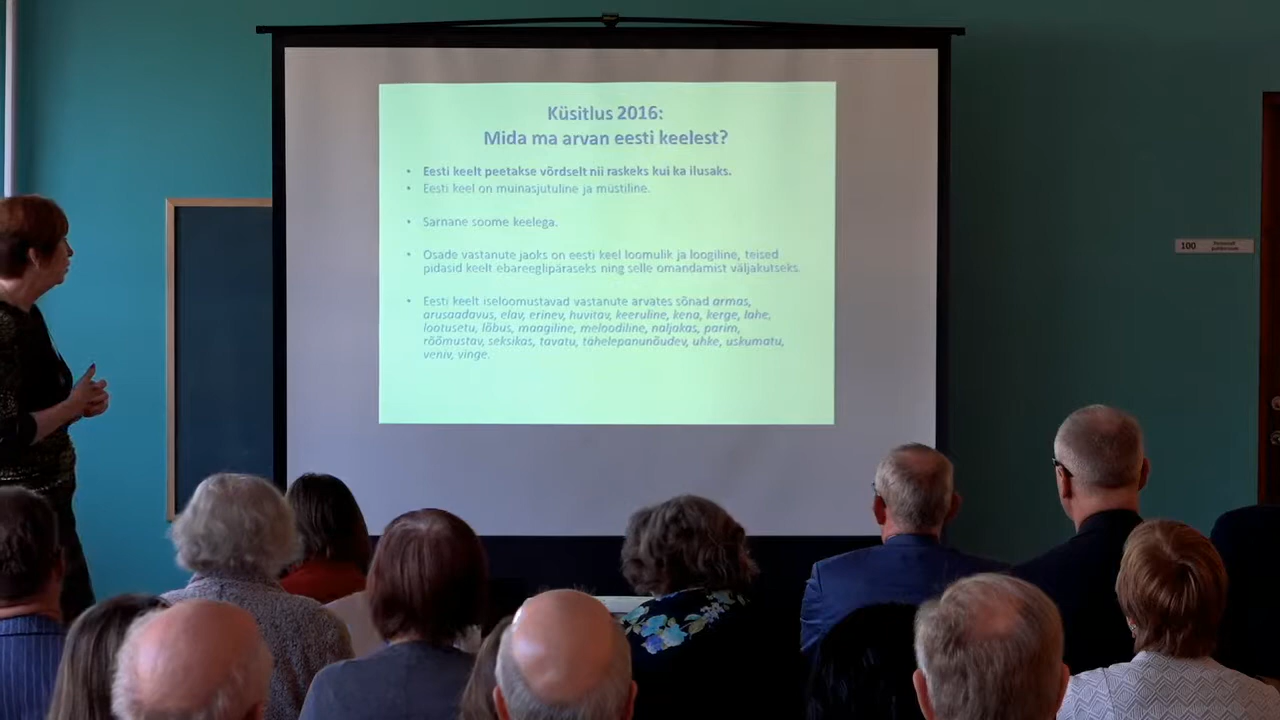 Küsitlus 2016:
Mida ma arvan eesti keelest?
• Eesti keelt peetakse võrdselt nii raskeks kui ka ilusaks.
• Eesti keel on muinasjutuline ja müstiline.
• Sarnane soome keelega.
• Osade vastanute jaoks on eesti keel loomulik ja loogiline, teised
pidasid keelt ebareeglipäraseks ning selle omandamist väljakutseks.
• Eesti keelt iseloomustavad vastanute arvates sõnad armas,
arusaadavus, elav, erinev, huvitav, keeruline, kena, kerge, lahe,
lootusetu, lõbus, maagiline, meloodiline, naljakas, parim,
rõõmustav, seksikas, tavatu, tähelepanunõudev, uhke, uskumatu,
veniv, vinge.
100